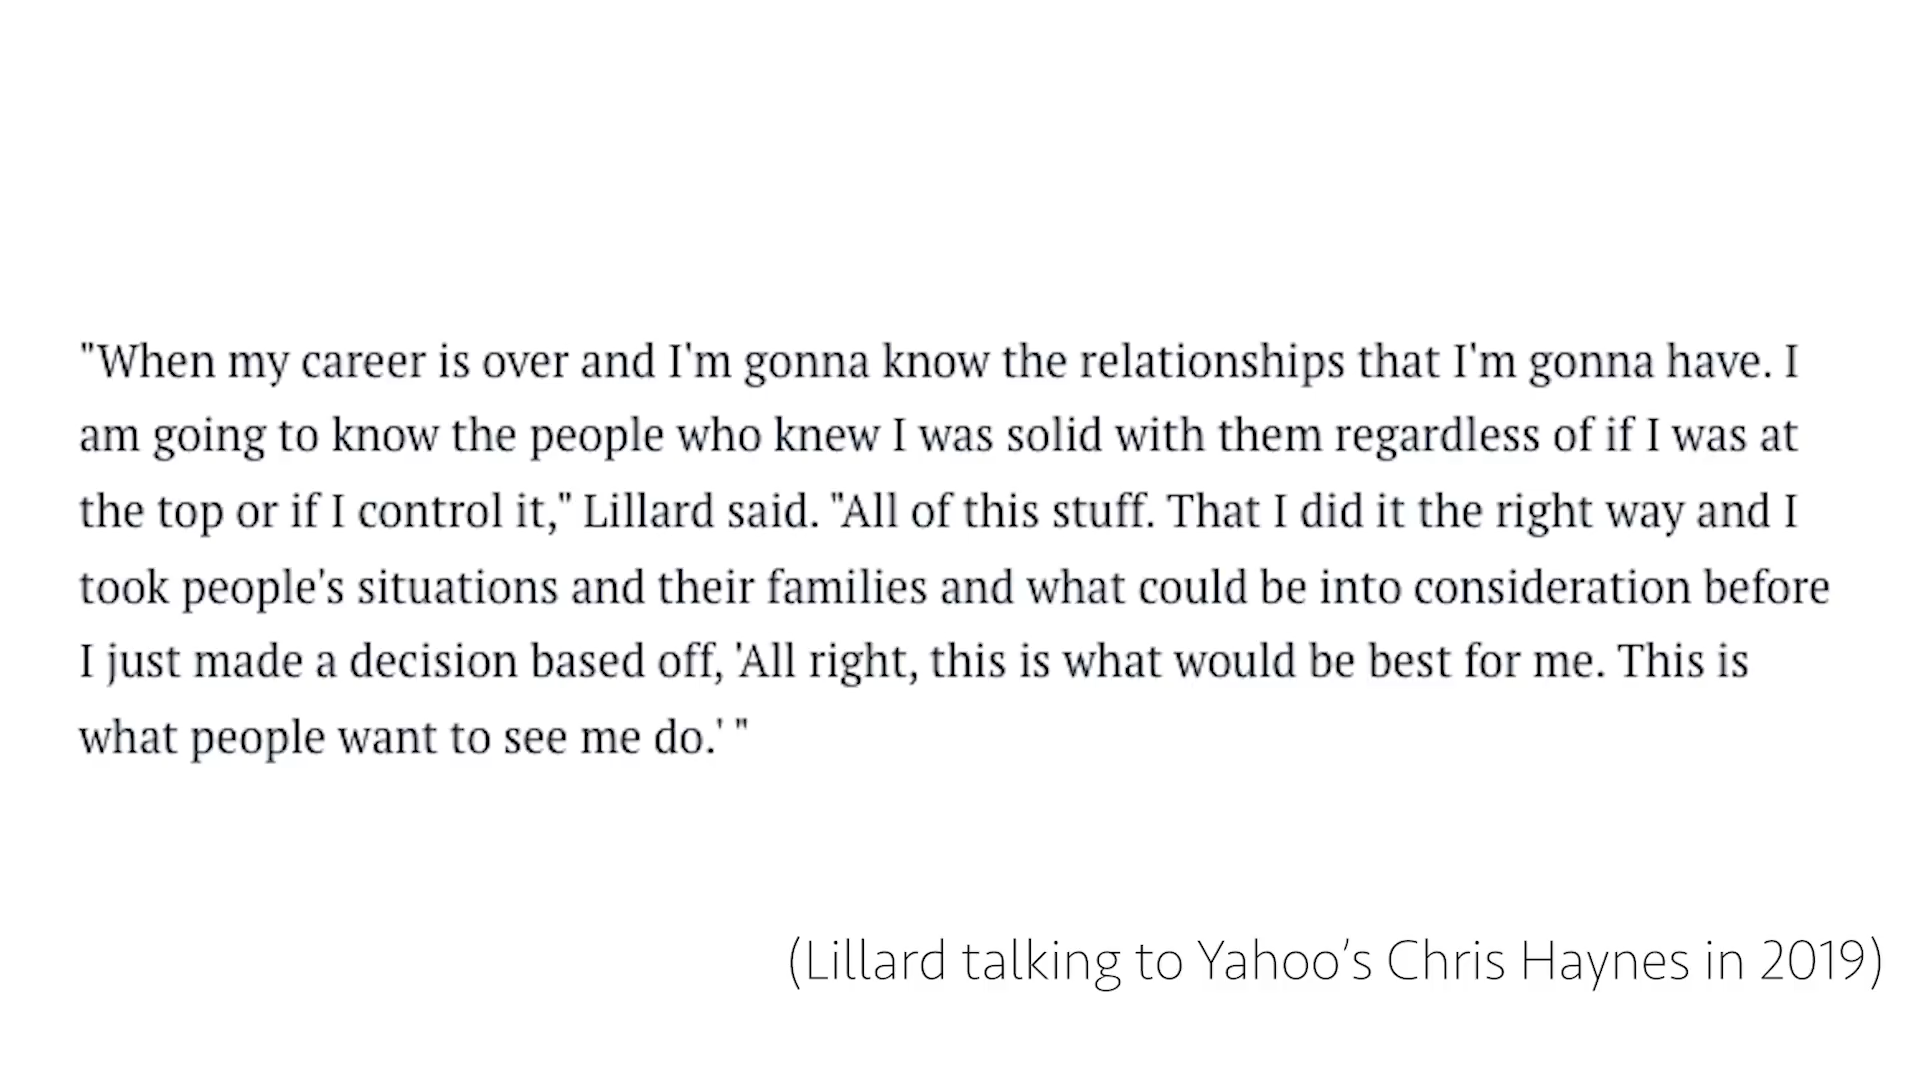 "When my career is over and I'm gonna know the relationships that I'm gonna have. I
am going to know the people who knew I was solid with them regardless of if I was at
the top or if I control it," Lillard said. "All of this stuff. That I did it the right way and I
took people's situations and their families and what could be into consideration before
I just made a decision based off, 'All right, this is what would be best for me. This is
what people want to see me do.' "
(Lillard talking to Yahoo’s Chris Haynes in 2019)